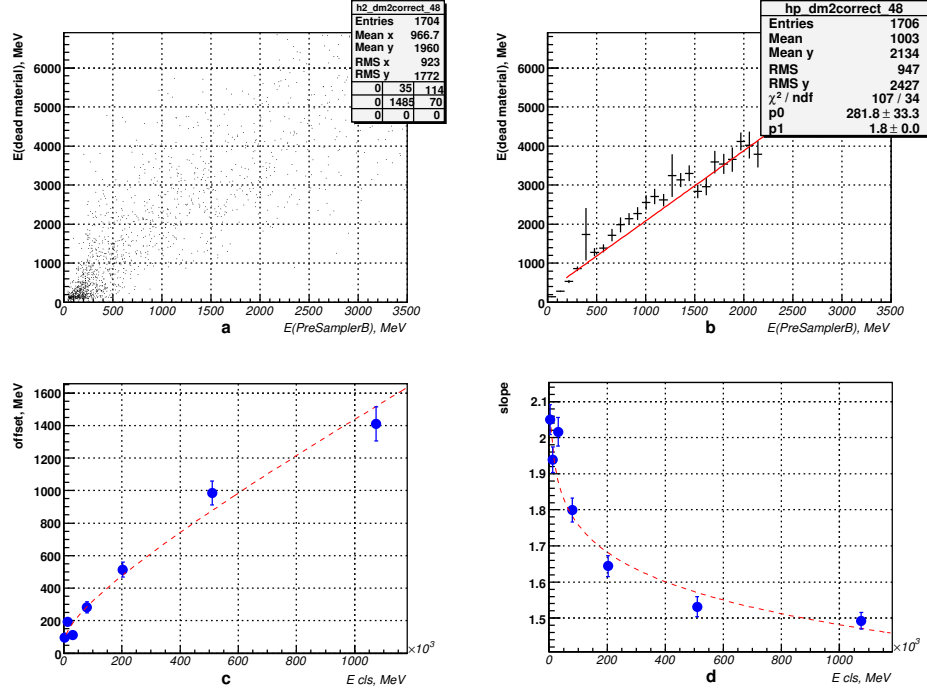 h2_dm2correct_48
Entries 1704
Mean x 966.7
Mean y 1960
RMS x 923
RMS y 1772
0 35 114
0 1485 70
0 0 0
E(dead material), MeV
6000
5000
4000
3000
2000
1000
0
0 500 1000 1500 2000 2500 3000 3500
a
E(PreSamplerB), MeV
hp_dm2correct_48
Entries 1706
Mean 1003
Mean y 2134
RMS 947
RMS y 2427
χ² / ndf 107 / 34
p0 281.8 ± 33.3
p1 1.8 ± 0.0
E(dead material), MeV
6000
5000
4000
3000
2000
1000
0
0 500 1000 1500 2000 2500 3000 3500
b
E(PreSamplerB), MeV
offset, MeV
1600
1400
1200
1000
800
600
400
200
0
0 200 400 600 800 1000
×10³
c
E cls, MeV
slope
2.1
2
1.9
1.8
1.7
1.6
1.5
0 200 400 600 800 1000
×10³
d
E cls, MeV